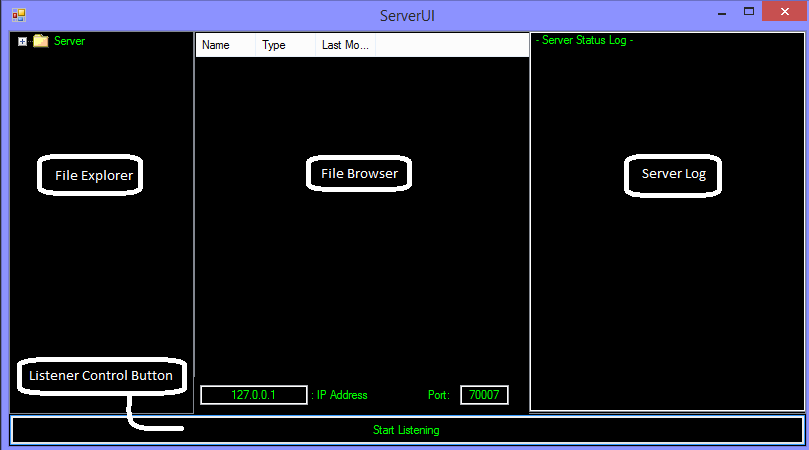 ServerUI
Server
Name Type Last Mo...
- Server Status Log -
File Explorer
File Browser
Server Log
Listener Control Button
127.0.0.1 : IP Address Port: 70007
Start Listening